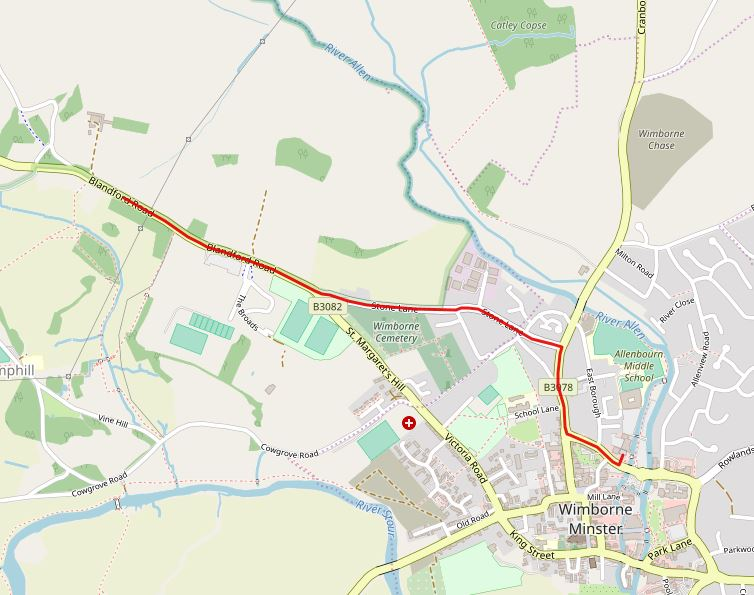 Catley Copse
Cranbo
River Allen
Wimborne
Chase
Blandford Road
Blandford Road
Milton Road
River Close
B3082
Stone Lane
Stone Lane
River Allen
The Broads
Wimborne
Cemetery
St. Margaret's Hill
Allenbourn
Middle
School
Allenview Road
mphill
B3078
East Borough
School Lane
Vine Hill
Cowgrove Road
Victoria Road
Rowlands
Cowgrove Road
Mill Lane
River Stour
Old Road
Wimborne
Minster
King Street
Park Lane
Parkwoo
Poole